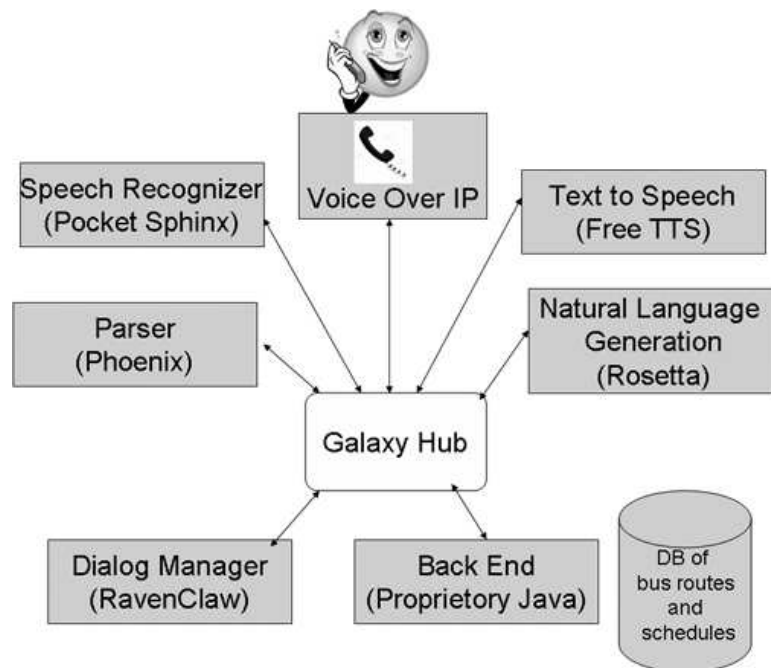 Voice Over IP
Speech Recognizer
(Pocket Sphinx)
Text to Speech
(Free TTS)
Parser
(Phoenix)
Natural Language
Generation
(Rosetta)
Galaxy Hub
Dialog Manager
(RavenClaw)
Back End
(Proprietory Java)
DB of
bus routes
and
schedules